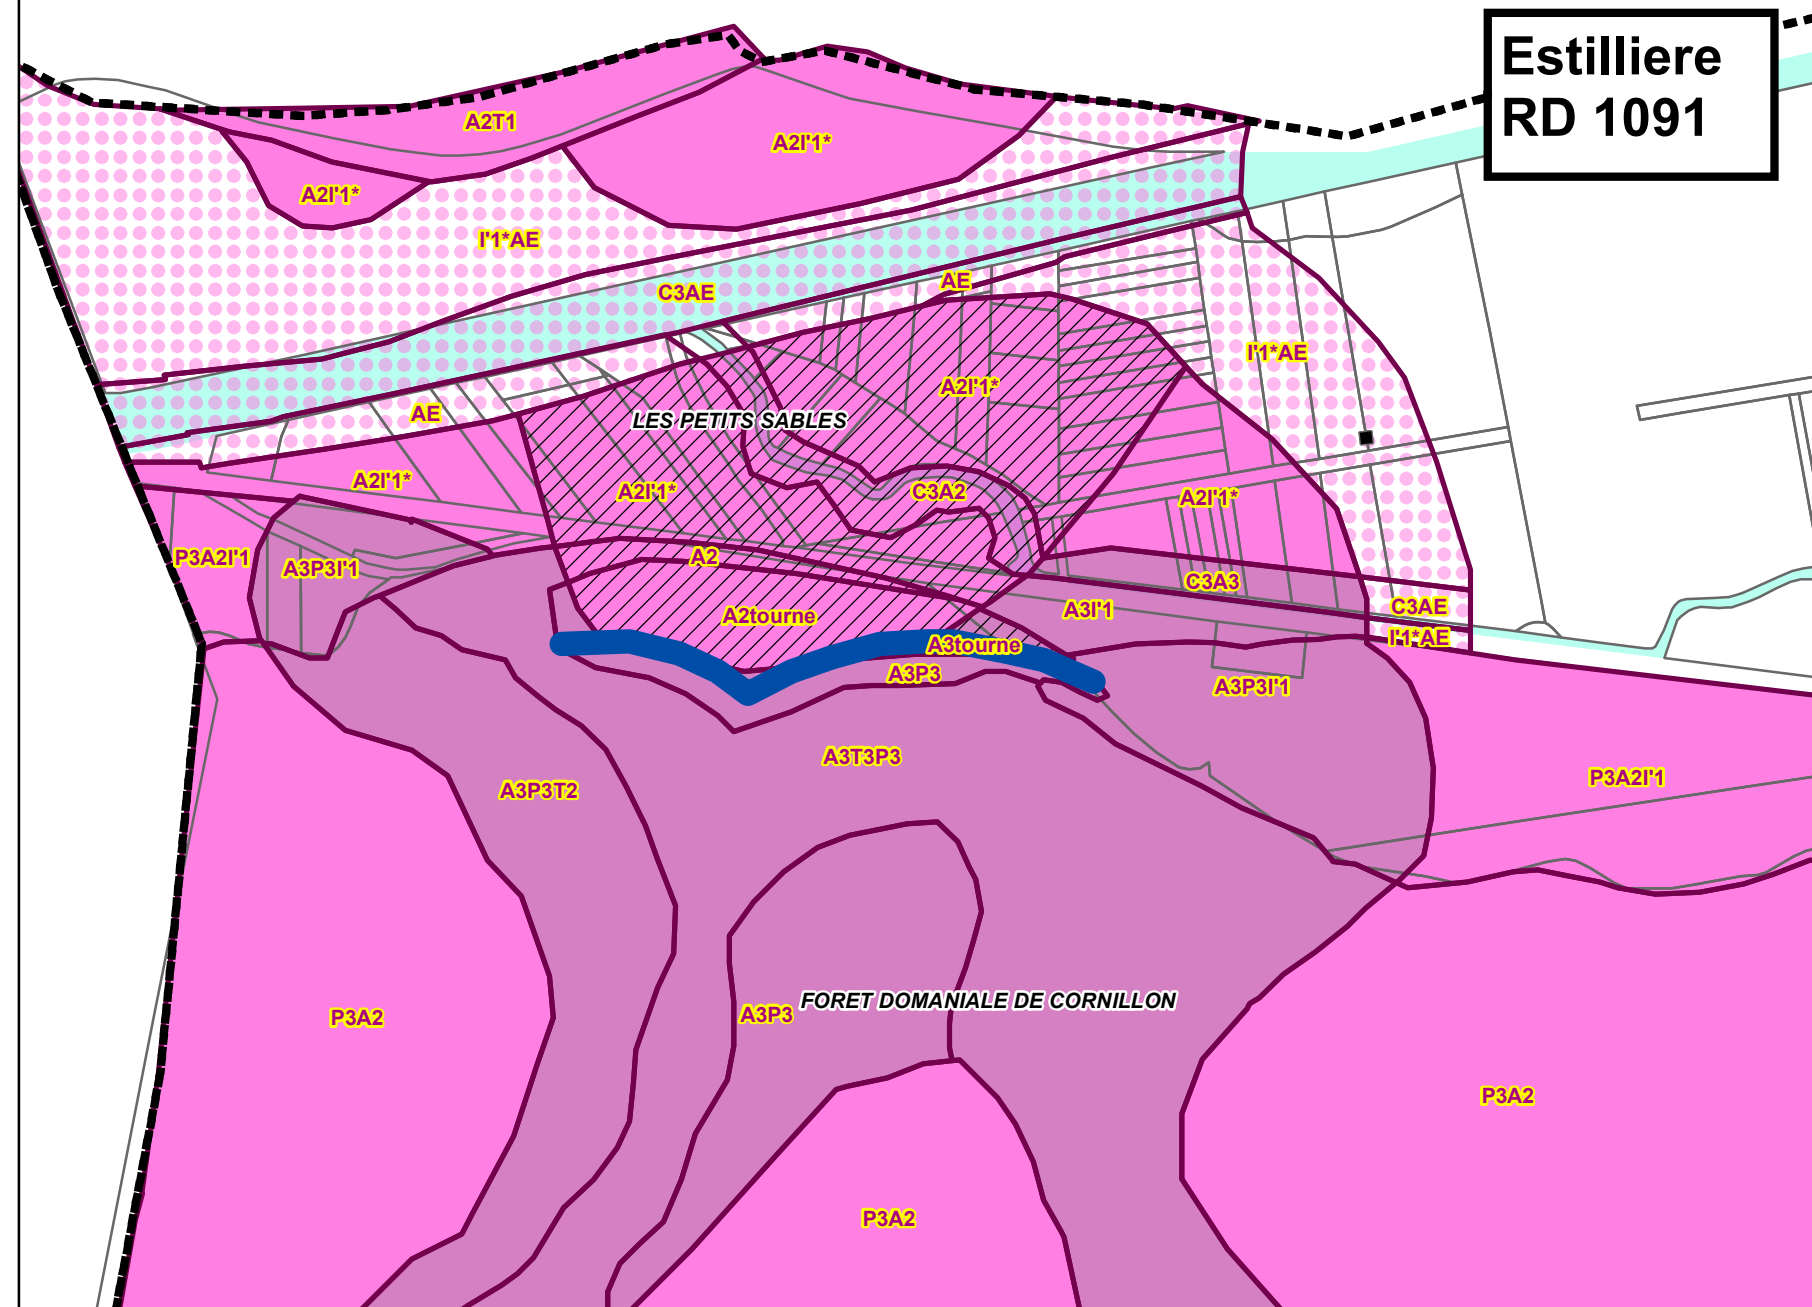 Estilliere
RD 1091
A2T1
A2I'1*
A2I'1*
I'1*AE
C3AE
AE
I'1*AE
A2I'1*
AE
LES PETITS SABLES
A2I'1*
A2I'1*
C3A2
A2I'1*
P3A2I'1
A3P3I'1
A2
C3A3
A2tourne
A3I'1
C3AE
I'1*AE
A3tourne
A3P3
A3P3I'1
A3T3P3
P3A2I'1
A3P3T2
FORET DOMANIALE DE CORNILLON
A3P3
P3A2
P3A2
P3A2